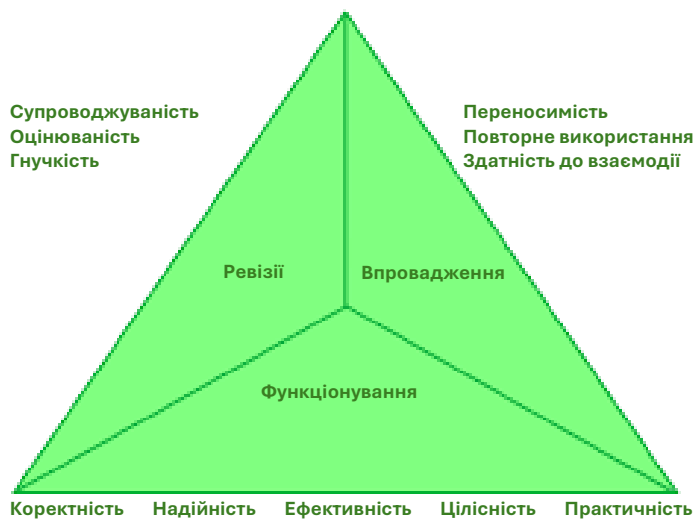 Супроводжуваність
Оцінюваність
Гнучкість
Переносимість
Повторне використання
Здатність до взаємодії
Ревізії
Впровадження
Функціонування
Коректність Надійність Ефективність Цілісність Практичність